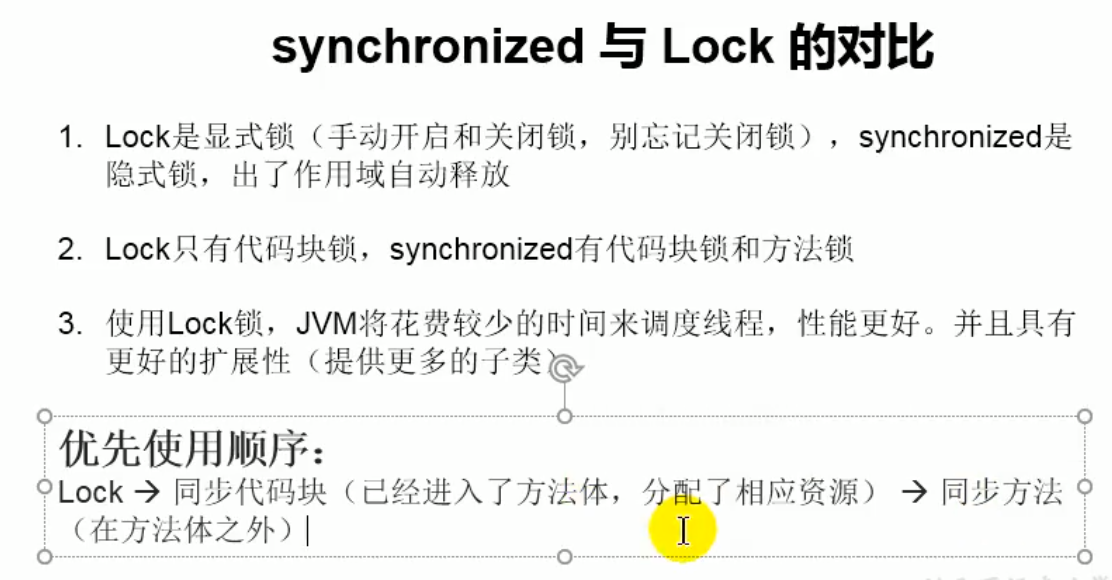 synchronized 与 Lock 的对比
1. Lock是显式锁（手动开启和关闭锁，别忘记关闭锁），synchronized是
隐式锁，出了作用域自动释放
2. Lock只有代码块锁，synchronized有代码块锁和方法锁
3. 使用Lock锁，JVM将花费较少的时间来调度线程，性能更好。并且具有
更好的扩展性（提供更多的子类）
优先使用顺序：
Lock → 同步代码块（已经进入了方法体，分配了相应资源） → 同步方法
（在方法体之外）